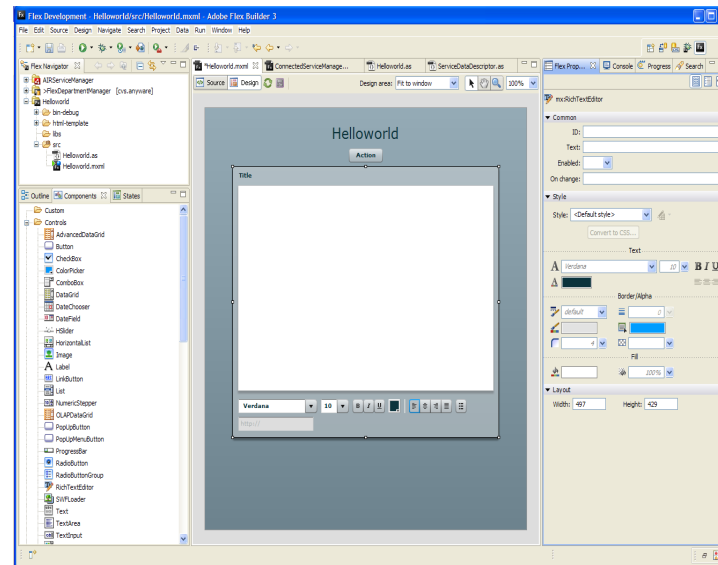 Flex Development - Helloworld/src/Helloworld.mxml - Adobe Flex Builder 3
File Edit Source Design Navigate Search Project Data Run Window Help
Flex Navigator
AIRServiceManager
>FlexDepartmentManager [cvs.anyware]
Helloworld
bin-debug
html-template
libs
src
Helloworld.as
Helloworld.mxml
Outline Components States
Custom
Controls
AdvancedDataGrid
Button
CheckBox
ColorPicker
ComboBox
DataGrid
DateChooser
DateField
HSlider
HorizontalList
Image
Label
LinkButton
List
NumericStepper
OLAPDataGrid
PopUpButton
PopUpMenuButton
ProgressBar
RadioButton
RadioButtonGroup
RichTextEditor
SWFLoader
Text
TextArea
TextInput
*Helloworld.mxml ConnectedServiceManage... Helloworld.as ServiceDataDescriptor.as
Source Design Design area: Fit to window 100%
Helloworld
Action
Title
Verdana 10 B I U
http://
Flex Prop... Console Progress Search
mx:RichTextEditor
Common
ID:
Text:
Enabled:
On change:
Style
Style: <Default style>
Convert to CSS...
Text
A Verdana 10 B I U
A
Border/Alpha
default 0
4
Fill
100%
Layout
Width: 497 Height: 429